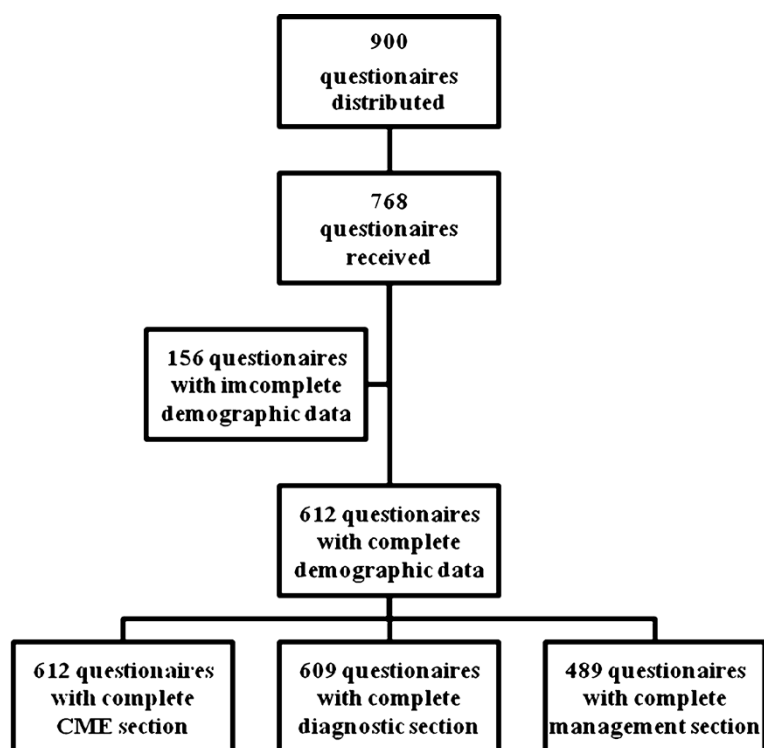 900
questionaires
distributed
768
questionaires
received
156 questionaires
with imcomplete
demographic data
612 questionaires
with complete
demographic data
612 questionaires
with complete
CME section
609 questionaires
with complete
diagnostic section
489 questionaires
with complete
management section